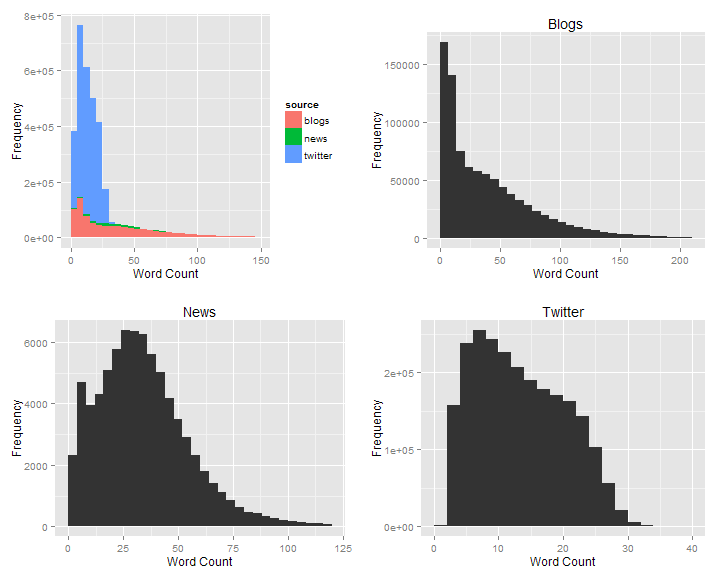 8e+05
6e+05
4e+05
2e+05
0e+00
Frequency
0 50 100 150
Word Count
source
blogs
news
twitter
Blogs
150000
100000
50000
0
Frequency
0 50 100 150 200
Word Count
News
6000
4000
2000
0
Frequency
0 25 50 75 100 125
Word Count
Twitter
2e+05
1e+05
0e+00
Frequency
0 10 20 30 40
Word Count